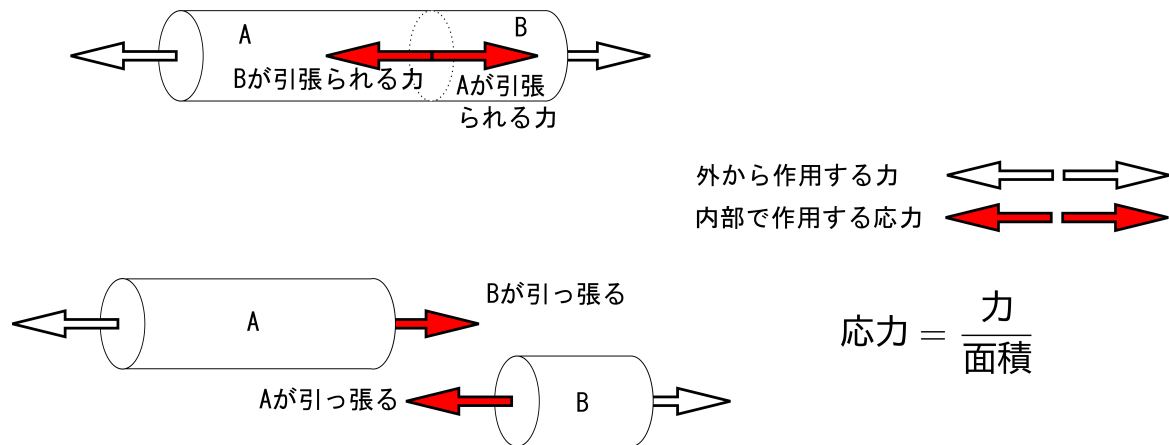 A
B
Bが引張られる力
Aが引張
られる力
外から作用する力
内部で作用する応力
Bが引っ張る
A
応力 = 力/面積
Aが引っ張る
B